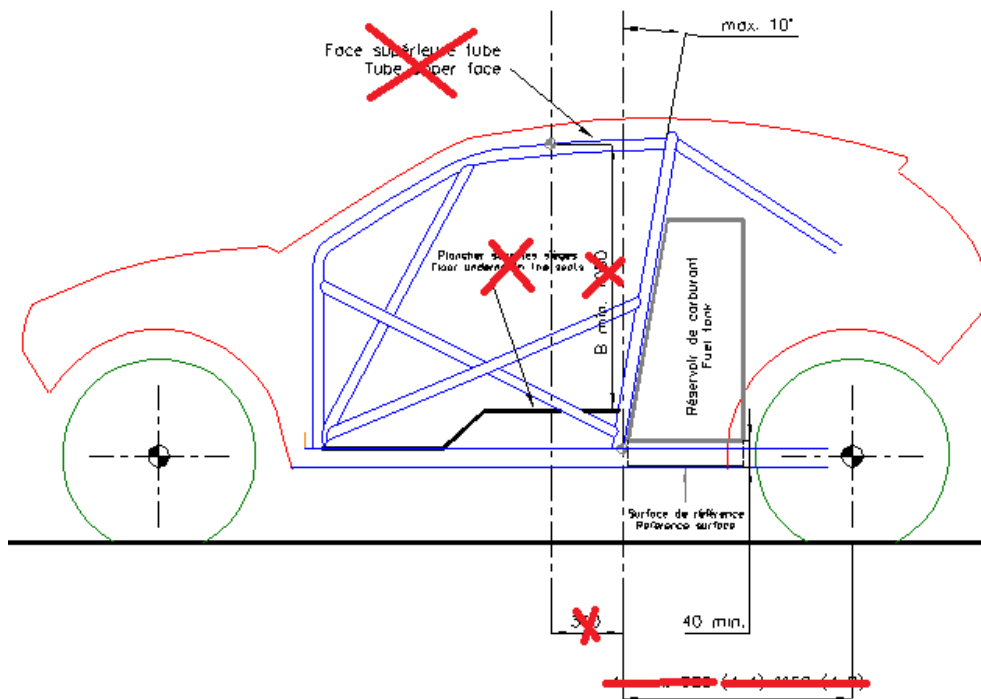 max. 10°
Face supérieure tube
Tube upper face
Plancher sous les sièges
Floor underneath the seats
B min.
Réservoir de carburant
Fuel tank
Surface de référence
Reference surface
40 min.